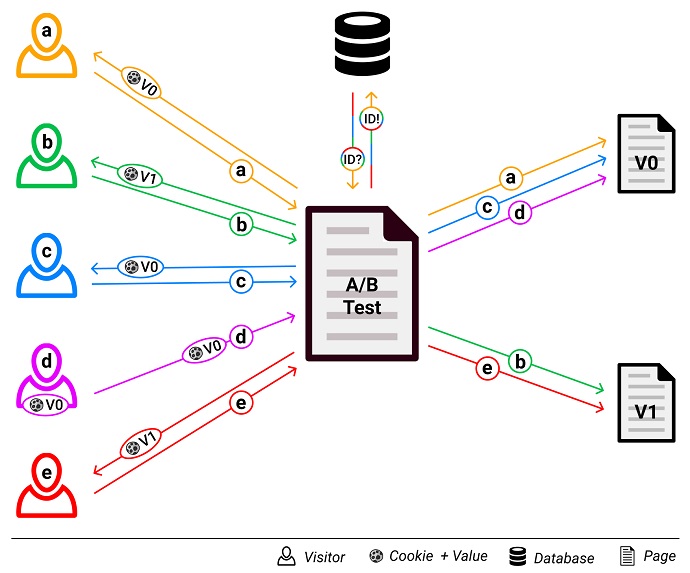 a
V0
a
b
V1
b
c
V0
c
d
V0
V0
d
e
V1
e
ID!
ID?
A/B
Test
a
c
d
V0
b
e
V1
Visitor
Cookie + Value
Database
Page